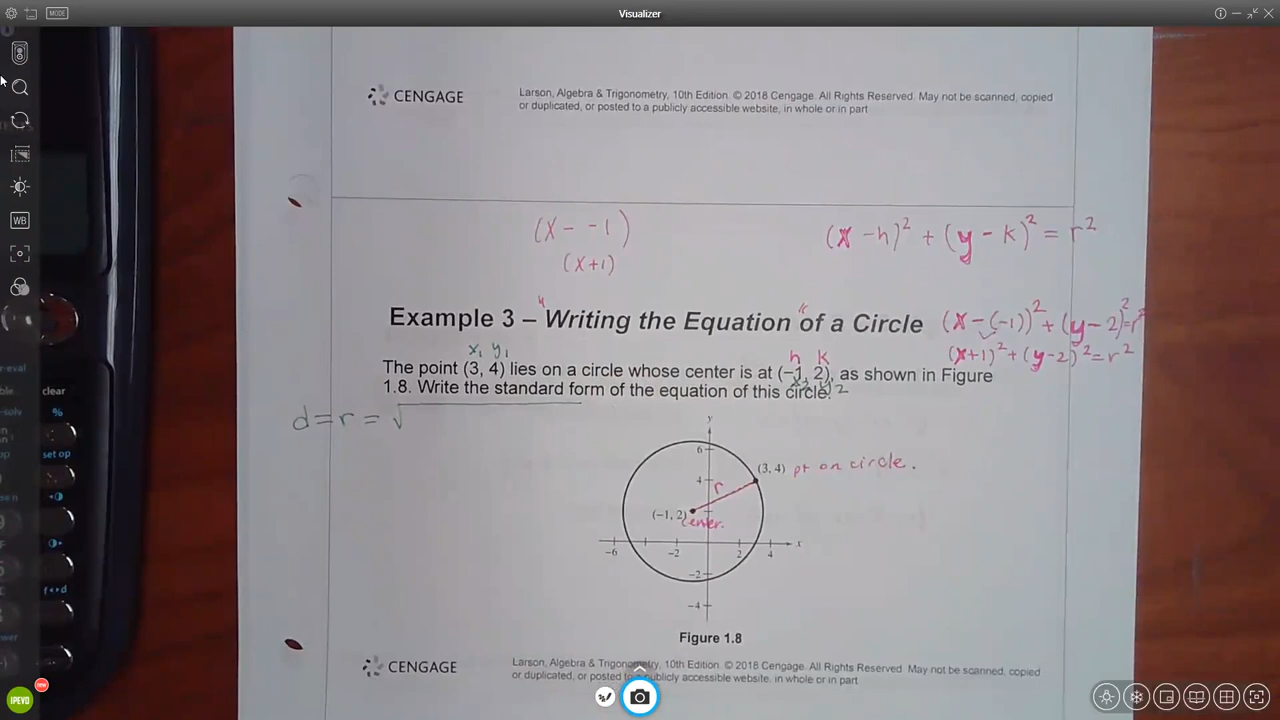 MODE
Visualizer
CENGAGE
Larson, Algebra & Trigonometry, 10th Edition. © 2018 Cengage. All Rights Reserved. May not be scanned, copied
or duplicated, or posted to a publicly accessible website, in whole or in part
(x - -1)
(x+1)
(x-h)² + (y-k)² = r²
Example 3 – Writing the Equation of a Circle
(x-(-1))² + (y-2)² = r²
(x+1)² + (y-2)² = r²
x₁ y₁
h k
The point (3, 4) lies on a circle whose center is at (−1, 2), as shown in Figure
x₂ y₂
1.8. Write the standard form of the equation of this circle.
d = r = √
y
6
(3, 4) pt on circle.
4
r
(−1, 2)
center.
x
-6
-2
2
4
-2
-4
Figure 1.8
CENGAGE
Larson, Algebra & Trigonometry, 10th Edition. © 2018 Cengage. All Rights Reserved. May not be scanned, copied
or duplicated, or posted to a publicly accessible website, in whole or in part
WB
clear
%
set op
f◄►d
IPEVO
new